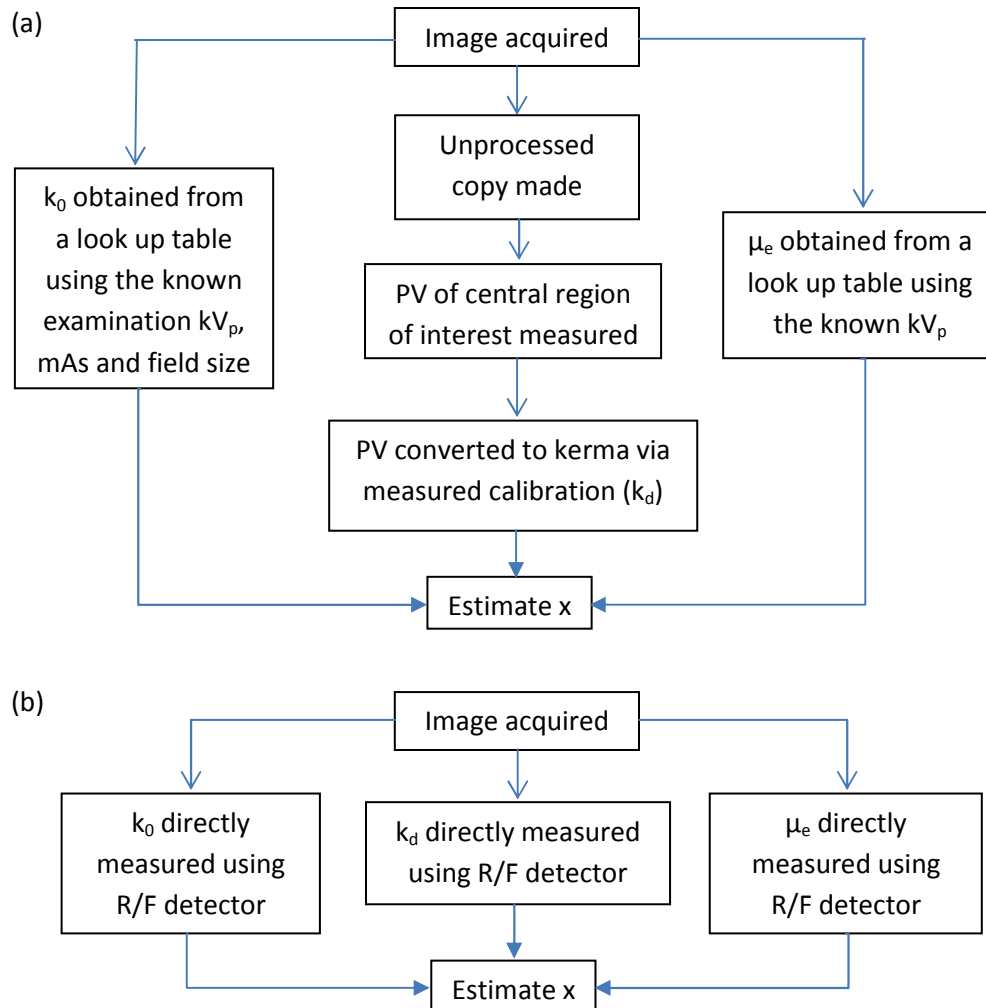 (a)
Image acquired
Unprocessed
copy made
k₀ obtained from
a look up table
using the known
examination kVₚ,
mAs and field size
PV of central region
of interest measured
μₑ obtained from a
look up table using
the known kVₚ
PV converted to kerma via
measured calibration (k_d)
Estimate x
(b)
Image acquired
k₀ directly
measured using
R/F detector
k_d directly measured
using R/F detector
μₑ directly
measured using
R/F detector
Estimate x